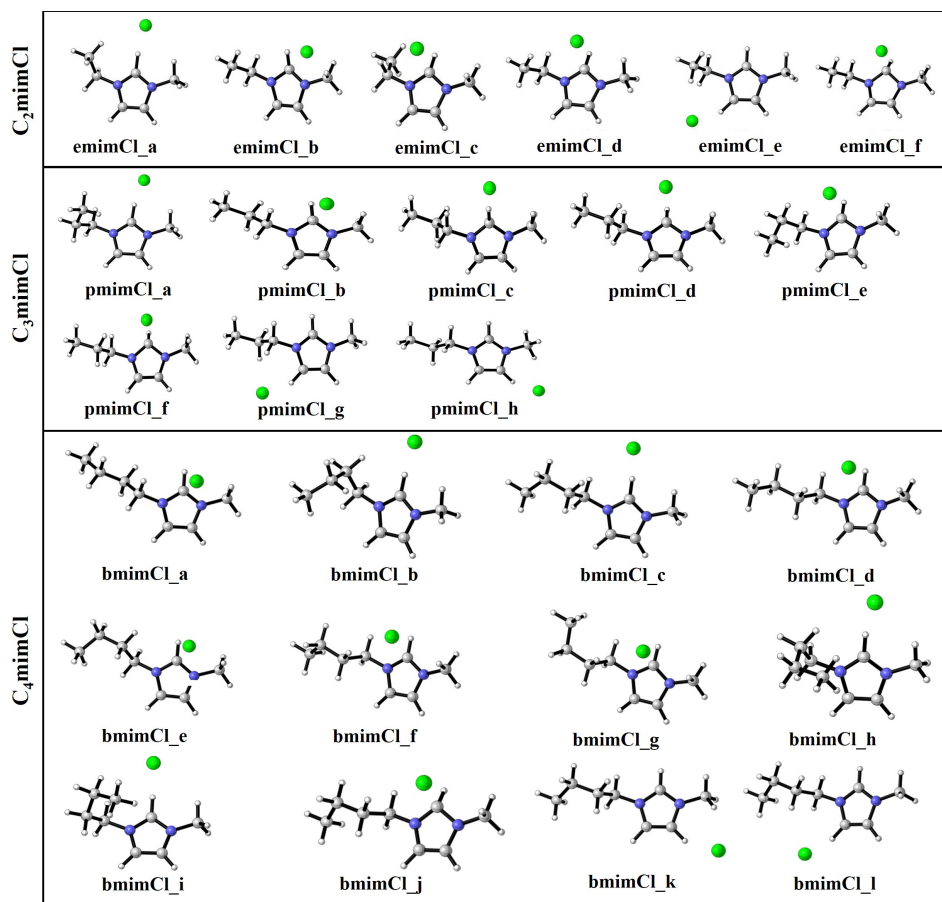 C2mimCl
emimCl_a emimCl_b emimCl_c emimCl_d emimCl_e emimCl_f
C3mimCl
pmimCl_a pmimCl_b pmimCl_c pmimCl_d pmimCl_e
pmimCl_f pmimCl_g pmimCl_h
C4mimCl
bmimCl_a bmimCl_b bmimCl_c bmimCl_d
bmimCl_e bmimCl_f bmimCl_g bmimCl_h
bmimCl_i bmimCl_j bmimCl_k bmimCl_l